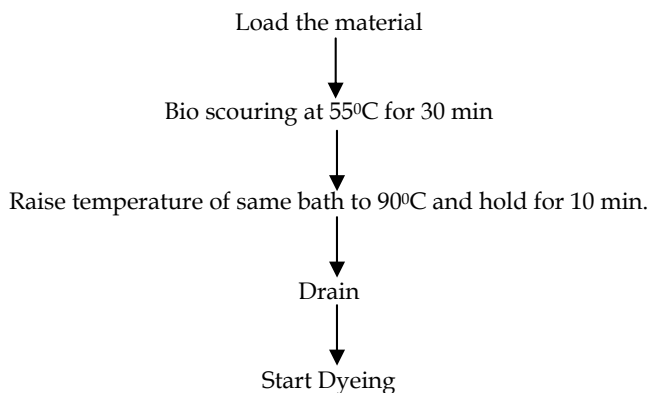 Load the material
Bio scouring at 55⁰C for 30 min
Raise temperature of same bath to 90⁰C and hold for 10 min.
Drain
Start Dyeing